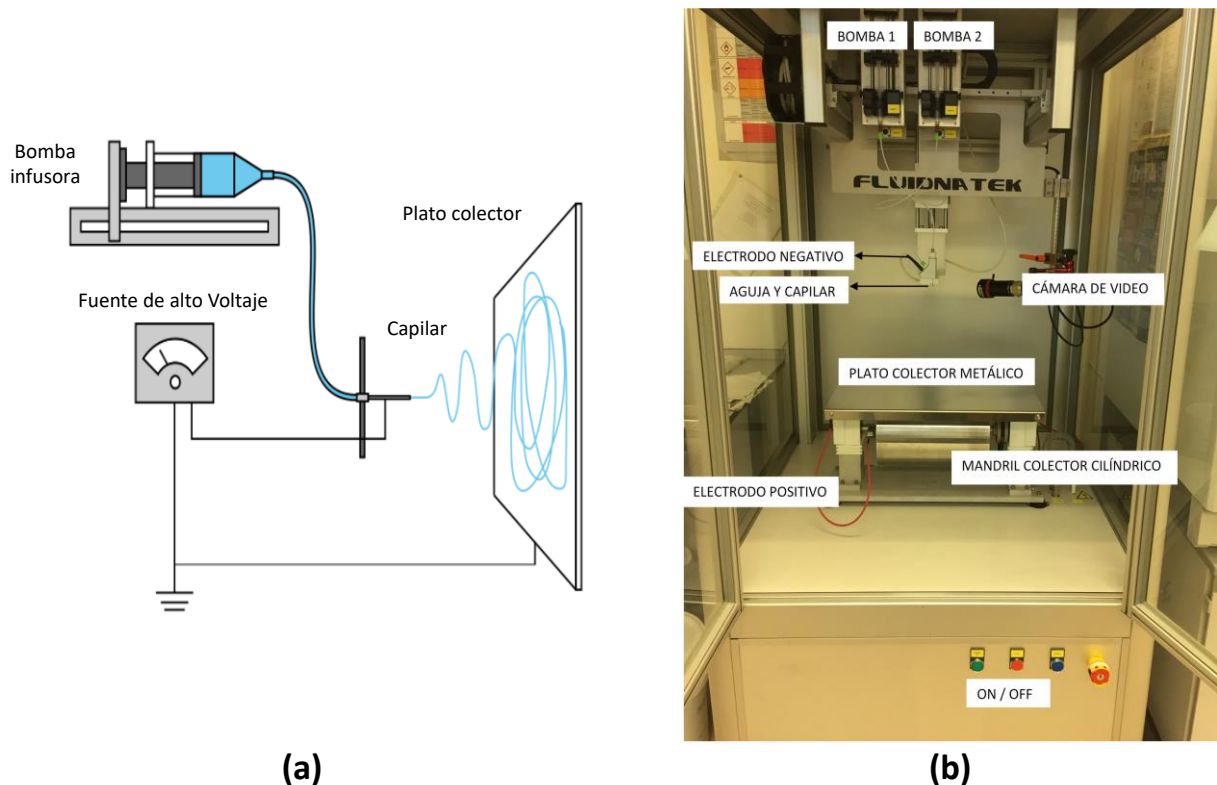 Bomba
infusora
Plato colector
Fuente de alto Voltaje
Capilar
(a)
BOMBA 1
BOMBA 2
FLUIDNATEK
ELECTRODO NEGATIVO
AGUJA Y CAPILAR
CÁMARA DE VIDEO
PLATO COLECTOR METÁLICO
MANDRIL COLECTOR CILÍNDRICO
ELECTRODO POSITIVO
ON / OFF
(b)